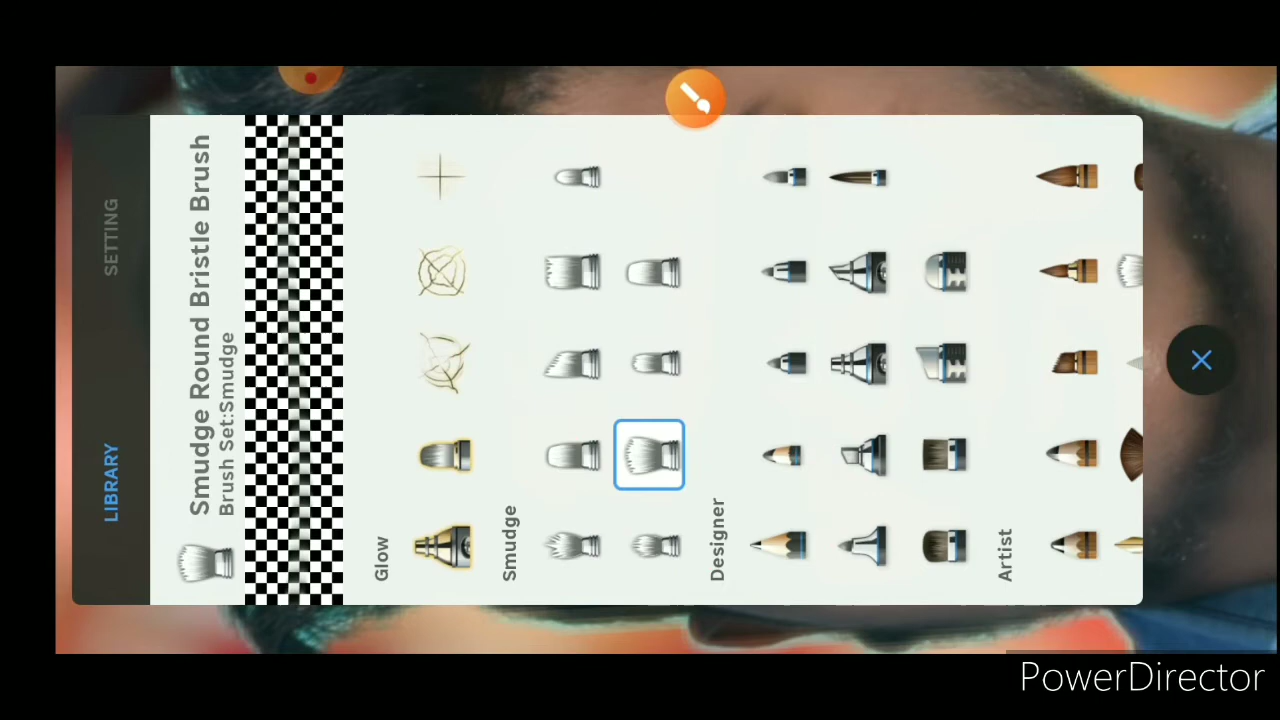 LIBRARY
SETTING
Smudge Round Bristle Brush
Brush Set:Smudge
Glow
Smudge
Designer
Artist
PowerDirector